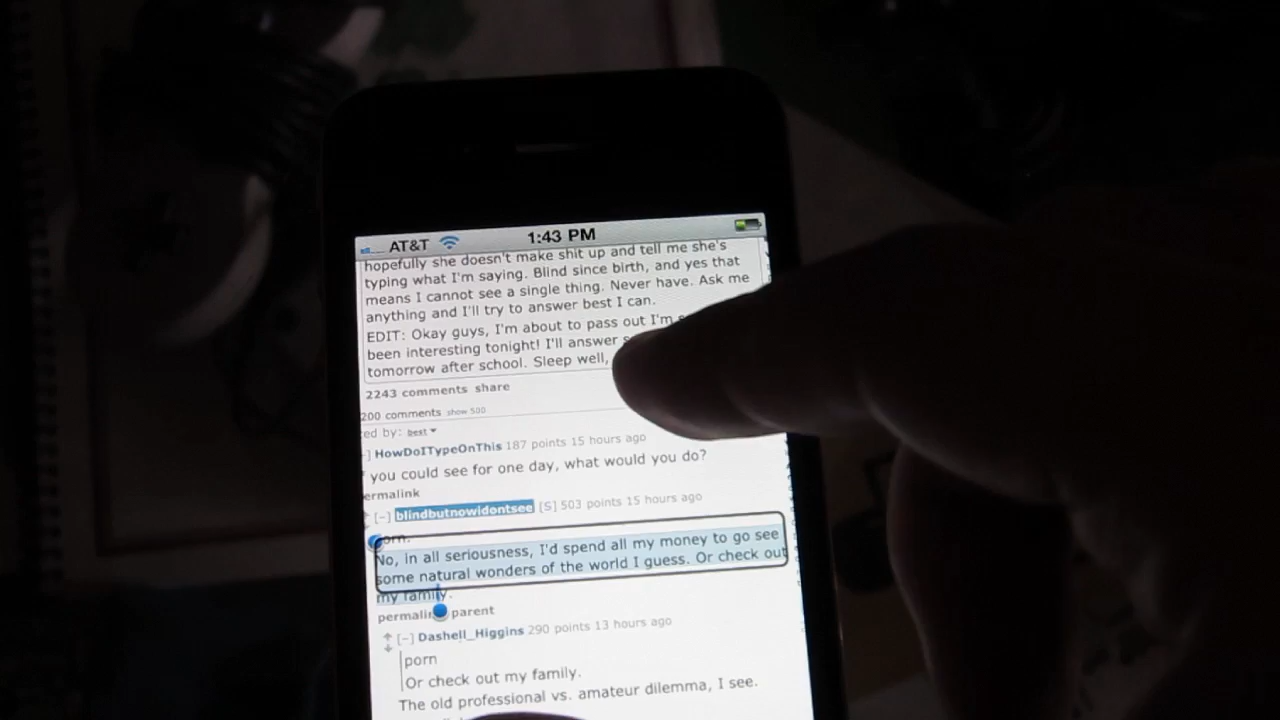 AT&T 1:43 PM
hopefully she doesn't make shit up and tell me she's
typing what I'm saying. Blind since birth, and yes that
means I cannot see a single thing. Never have. Ask me
anything and I'll try to answer best I can.
EDIT: Okay guys, I'm about to pass out I'm
been interesting tonight! I'll answer
tomorrow after school. Sleep well,
2243 comments share
200 comments show 500
ed by: best
[-] HowDoITypeOnThis 187 points 15 hours ago
you could see for one day, what would you do?
ermalink
[-] blindbutnowidontsee [S] 503 points 15 hours ago
orn.
No, in all seriousness, I'd spend all my money to go see
some natural wonders of the world I guess. Or check out
my family.
permalink parent
[-] Dashell_Higgins 290 points 13 hours ago
porn
Or check out my family.
The old professional vs. amateur dilemma, I see.